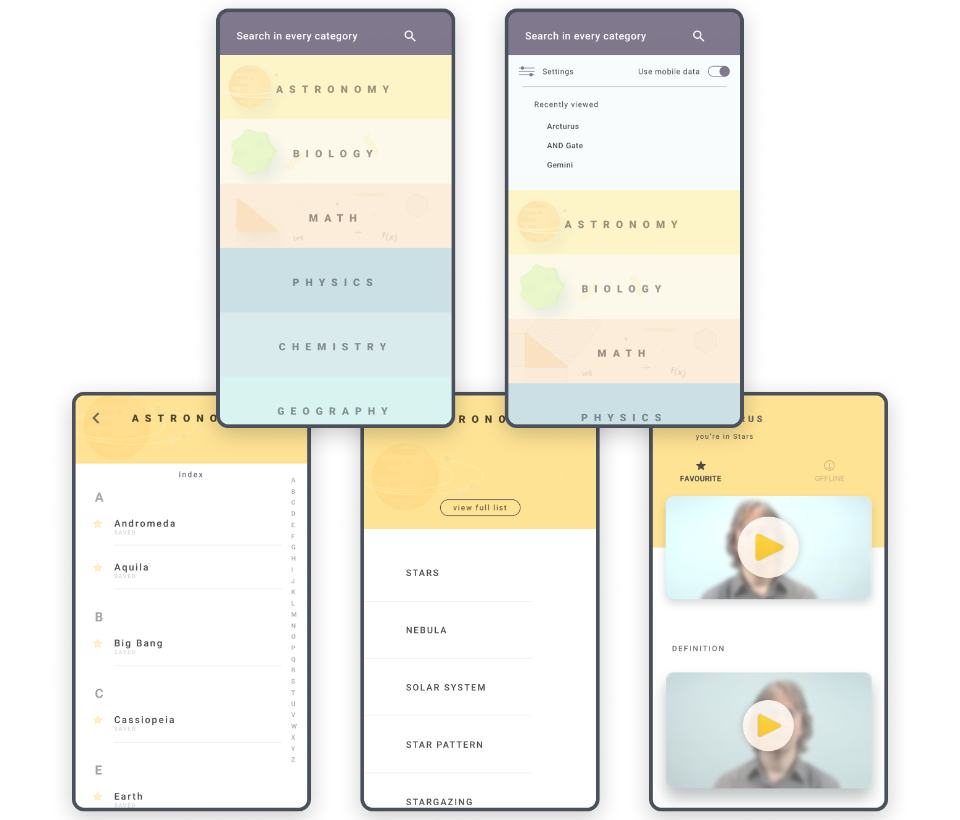 Search in every category
ASTRONOMY
BIOLOGY
MATH
f(x)
PHYSICS
CHEMISTRY
GEOGRAPHY
Search in every category
Settings
Use mobile data
Recently viewed
Arcturus
AND Gate
Gemini
ASTRONOMY
BIOLOGY
MATH
f(x)
PHYSICS
ASTRONO
index
A
Andromeda
SAVED
Aquila
SAVED
B
Big Bang
SAVED
C
Cassiopeia
SAVED
E
Earth
SAVED
A
B
C
D
E
F
G
H
I
J
K
L
M
N
O
P
Q
R
S
T
U
V
W
X
Y
Z
RONO
view full list
STARS
NEBULA
SOLAR SYSTEM
STAR PATTERN
STARGAZING
US
you're in Stars
FAVOURITE
OFFLINE
DEFINITION